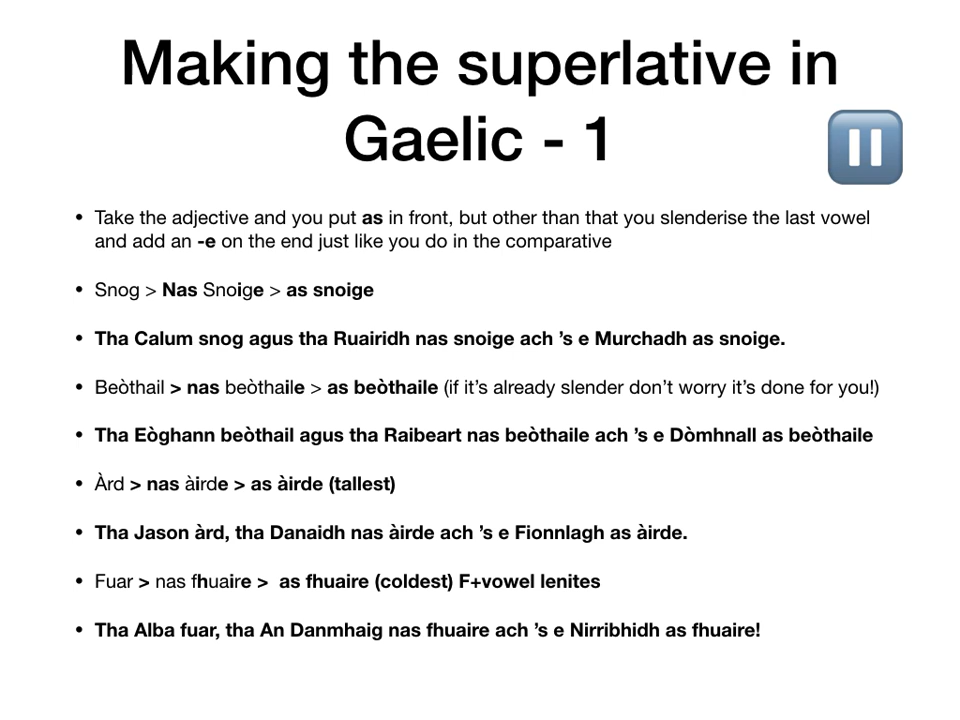 Making the superlative in
Gaelic - 1
• Take the adjective and you put as in front, but other than that you slenderise the last vowel
and add an -e on the end just like you do in the comparative
• Snog > Nas Snoige > as snoige
• Tha Calum snog agus tha Ruairidh nas snoige ach ’s e Murchadh as snoige.
• Beòthail > nas beòthaile > as beòthaile (if it’s already slender don’t worry it’s done for you!)
• Tha Eòghann beòthail agus tha Raibeart nas beòthaile ach ’s e Dòmhnall as beòthaile
• Àrd > nas àirde > as àirde (tallest)
• Tha Jason àrd, tha Danaidh nas àirde ach ’s e Fionnlagh as àirde.
• Fuar > nas fhuaire > as fhuaire (coldest) F+vowel lenites
• Tha Alba fuar, tha An Danmhaig nas fhuaire ach ’s e Nirribhidh as fhuaire!